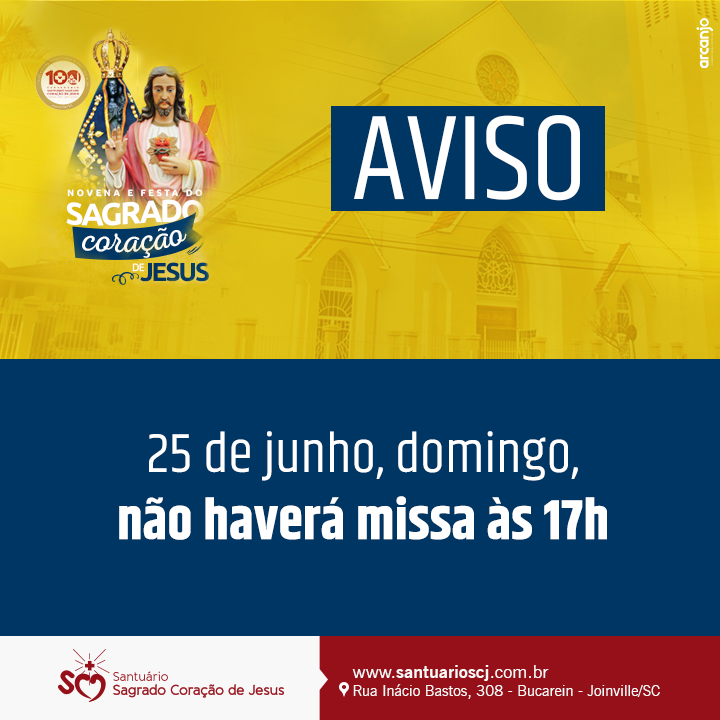 arcanjo
100
NOVENA E FESTA DO
SAGRADO
coração
DE JESUS
AVISO
25 de junho, domingo,
não haverá missa às 17h
Santuário
Sagrado Coração de Jesus
www.santuarioscj.com.br
Rua Inácio Bastos, 308 - Bucarein - Joinville/SC